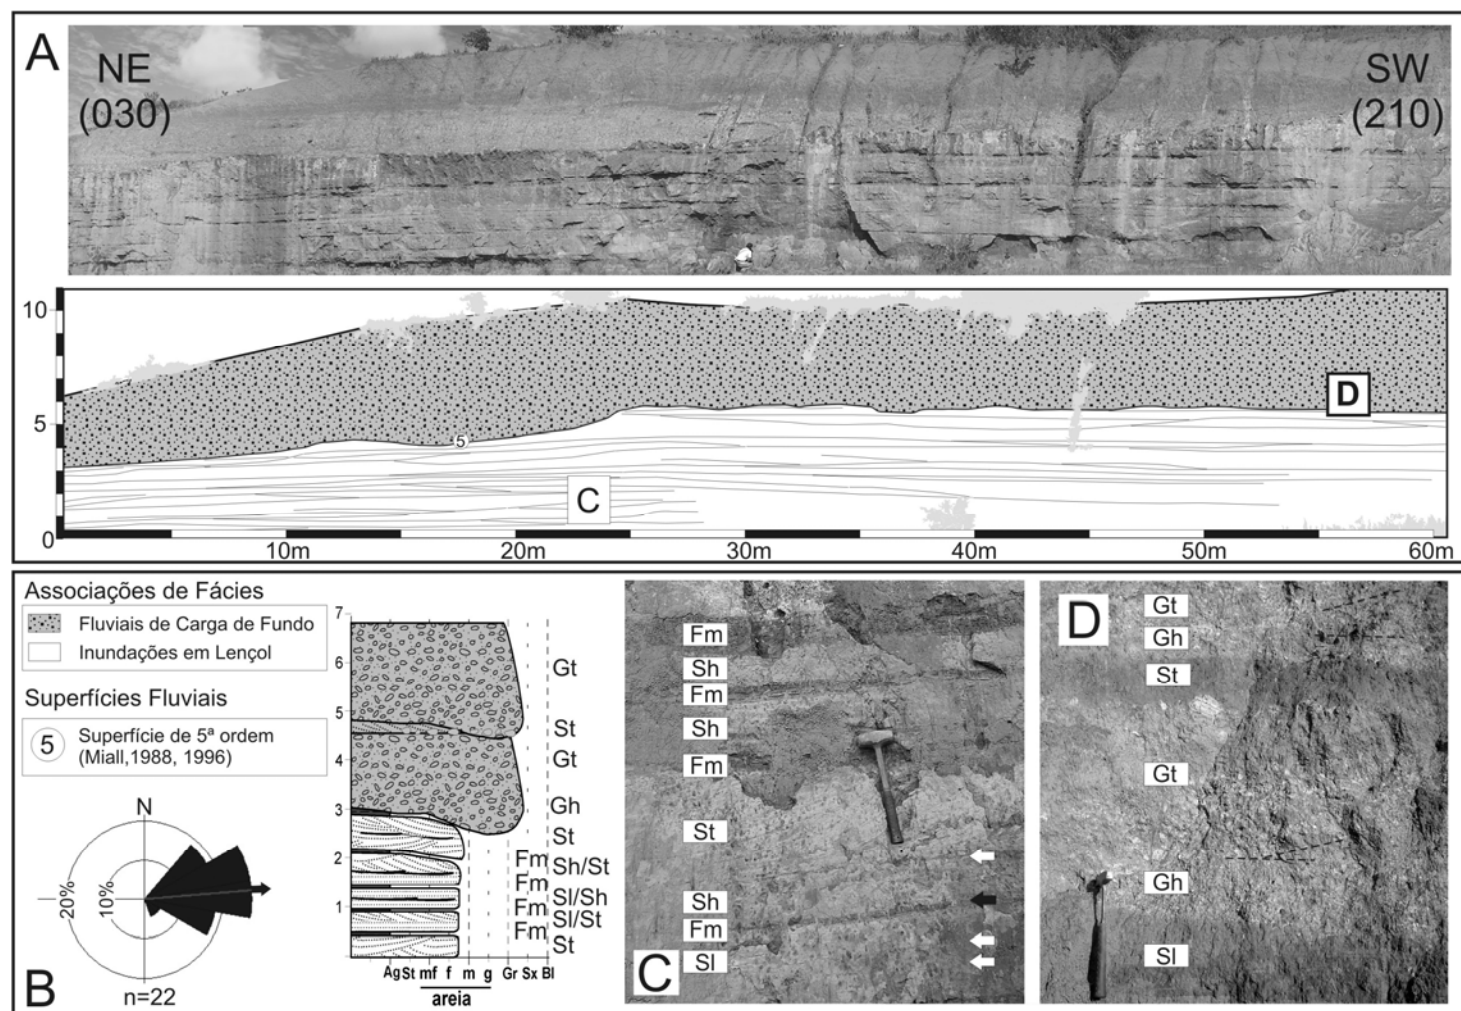 A
NE
(030)
SW
(210)
10
5
0
5
C
D
10m
20m
30m
40m
50m
60m
Associações de Fácies
Fluviais de Carga de Fundo
Inundações em Lençol
Superfícies Fluviais
5
Superfície de 5ª ordem
(Miall,1988, 1996)
N
20%
10%
n=22
B
7
6
5
4
3
2
1
Gt
St
Gt
Gh
St
Fm
Sh/St
Fm
Sl/Sh
Fm
Sl/St
Fm
St
Ag St mf f m g Gr Sx Bl
areia
Fm
Sh
Fm
Sh
Fm
St
Sh
Fm
Sl
C
D
Gt
Gh
St
Gt
Gh
Sl